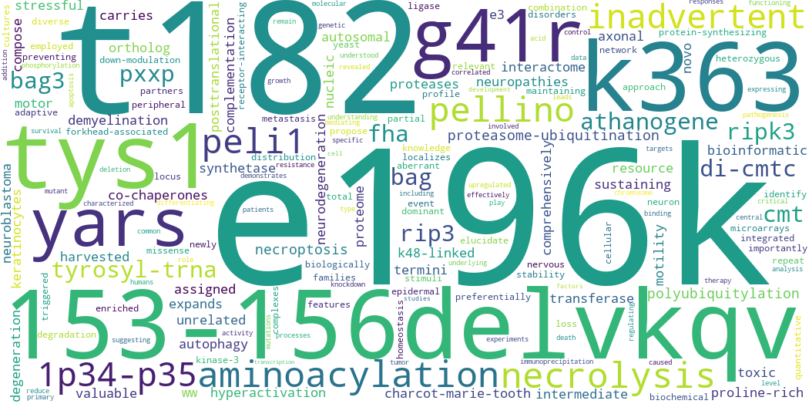 stressful carries t182 g41r e3 disorders combination inadvertent
cultures diverse compose ligase molecular genetic responses functioning
addition employed ortholog autosomal yeast remain understood acid control novo protein-synthesizing
phosphorylation preventing down-modulation nucleic posttranslational complementation receptor-interacting interactome axonal network data k363 heterozygous
bag3 pxxp partners growth revealed correlated neuropathies approach expressing
motor proteases relevant maintaining
adaptive peripheral apoptosis profile development leads pathogenesis
demyelination metastasis understanding mediating involved pellino athanogene
survival forkhead-associated peli1 fha partial proteasome-ubiquitination ripk3
tys1 deletion locus specific knowledge localizes resistance targets bioinformatic
neuroblastoma mutant synthetase distribution cell aberrant bag resource di-cmtc
keratinocytes characterized differentiating co-chaperones demonstrates neurodegeneration proteome including upregulated effectively comprehensively sustaining identify
yars patients total event play neuron critical cmt
common newly necroptosis type dominant rip3 e196k binding microarrays
missense humans biologically elucidate k48-linked cellular motility central integrated
harvested role families knockdown underlying termini chromosome importantly
tyrosyl-trna triggered nervous stimuli stability therapy repeat analysis
153-156delvkqv assigned complexes features epidermal preferentially factors transferase polyubiquitylation
degeneration expands enriched studies homeostasis loss regulating
unrelated mutations activity processes experiments death
degradation autophagy suggesting tumor immunoprecipitation caused quantitative
1p34-p35 kinase-3 transcription aminoacylation necrolysis toxic level
reduce primary valuable ww hyperactivation charcot-marie-tooth intermediate biochemical proline-rich